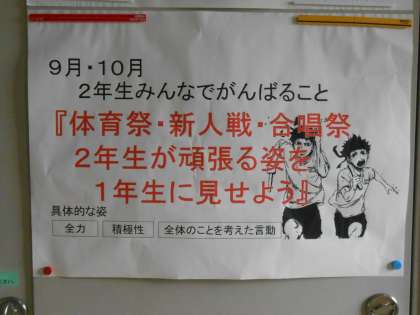 ９月・１０月
２年生みんなでがんばること
『体育祭・新人戦・合唱祭
２年生が頑張る姿を
１年生に見せよう』
具体的な姿
全力 積極性 全体のことを考えた言動